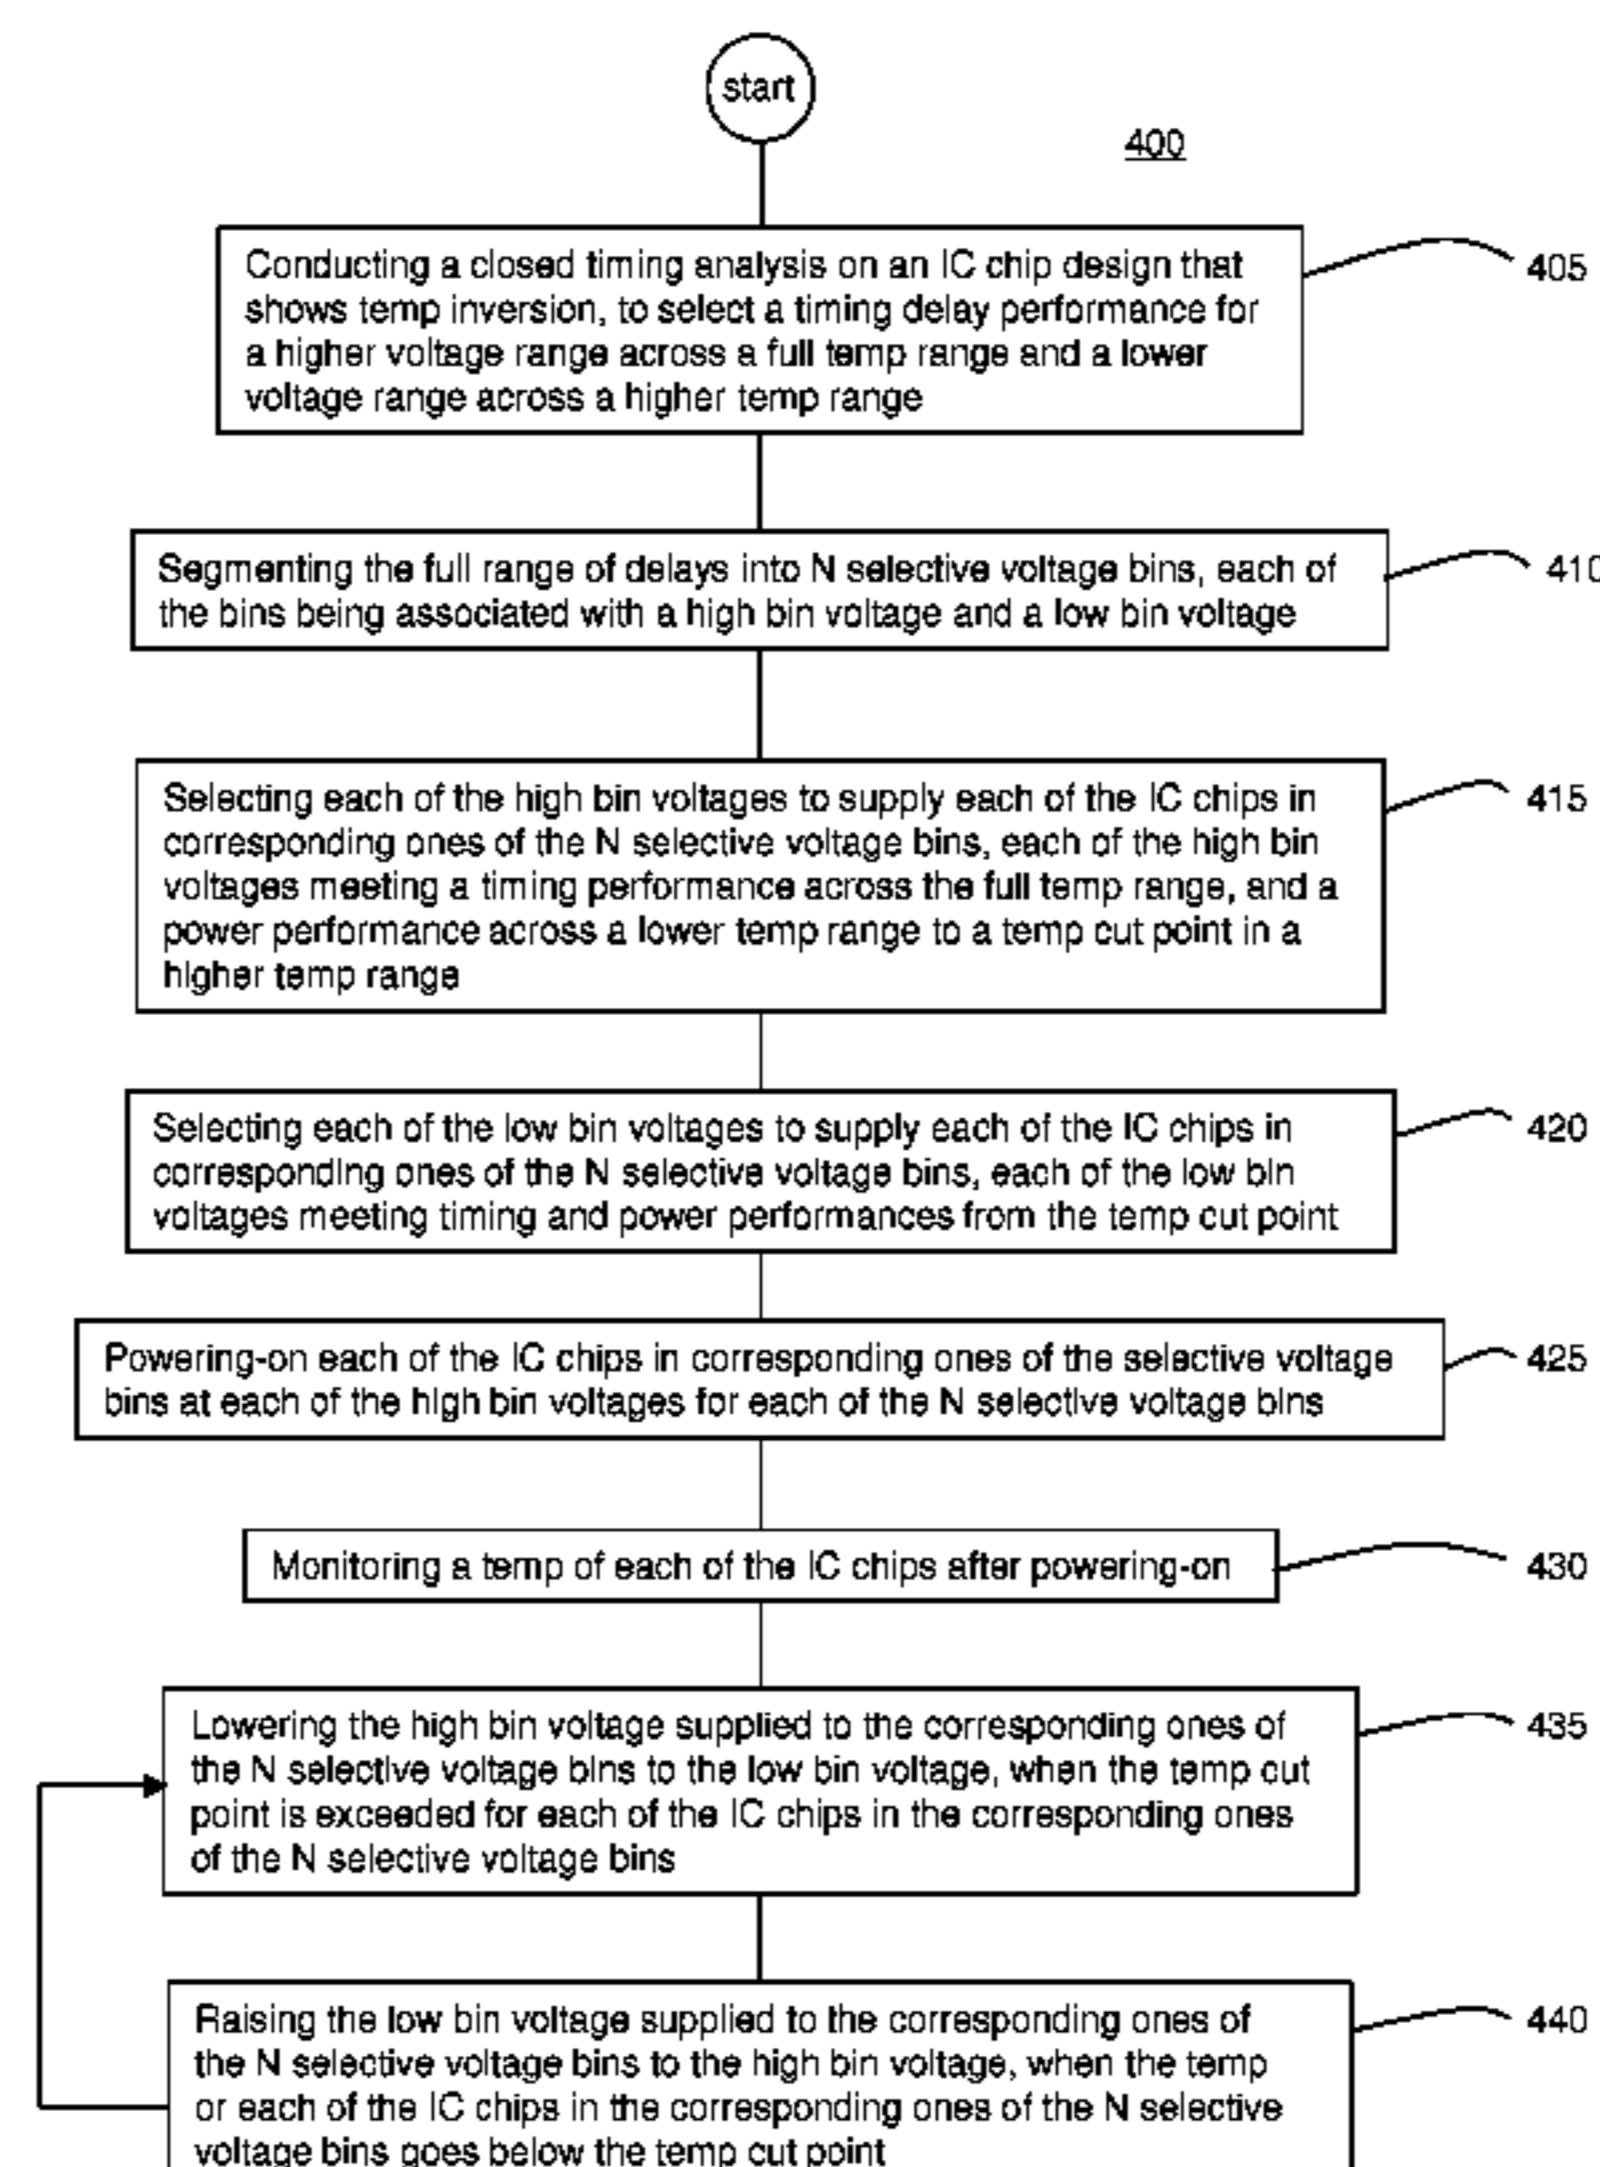 start
400
Conducting a closed timing analysis on an IC chip design that
shows temp inversion, to select a timing delay performance for
a higher voltage range across a full temp range and a lower
voltage range across a higher temp range
405
Segmenting the full range of delays into N selective voltage bins, each of
the bins being associated with a high bin voltage and a low bin voltage
410
Selecting each of the high bin voltages to supply each of the IC chips in
corresponding ones of the N selective voltage bins, each of the high bin
voltages meeting a timing performance across the full temp range, and a
power performance across a lower temp range to a temp cut point in a
higher temp range
415
Selecting each of the low bin voltages to supply each of the IC chips in
corresponding ones of the N selective voltage bins, each of the low bin
voltages meeting timing and power performances from the temp cut point
420
Powering-on each of the IC chips in corresponding ones of the selective voltage
bins at each of the high bin voltages for each of the N selective voltage bins
425
Monitoring a temp of each of the IC chips after powering-on
430
Lowering the high bin voltage supplied to the corresponding ones of
the N selective voltage bins to the low bin voltage, when the temp cut
point is exceeded for each of the IC chips in the corresponding ones
of the N selective voltage bins
435
Raising the low bin voltage supplied to the corresponding ones of
the N selective voltage bins to the high bin voltage, when the temp
or each of the IC chips in the corresponding ones of the N selective
voltage bins goes below the temp cut point
440